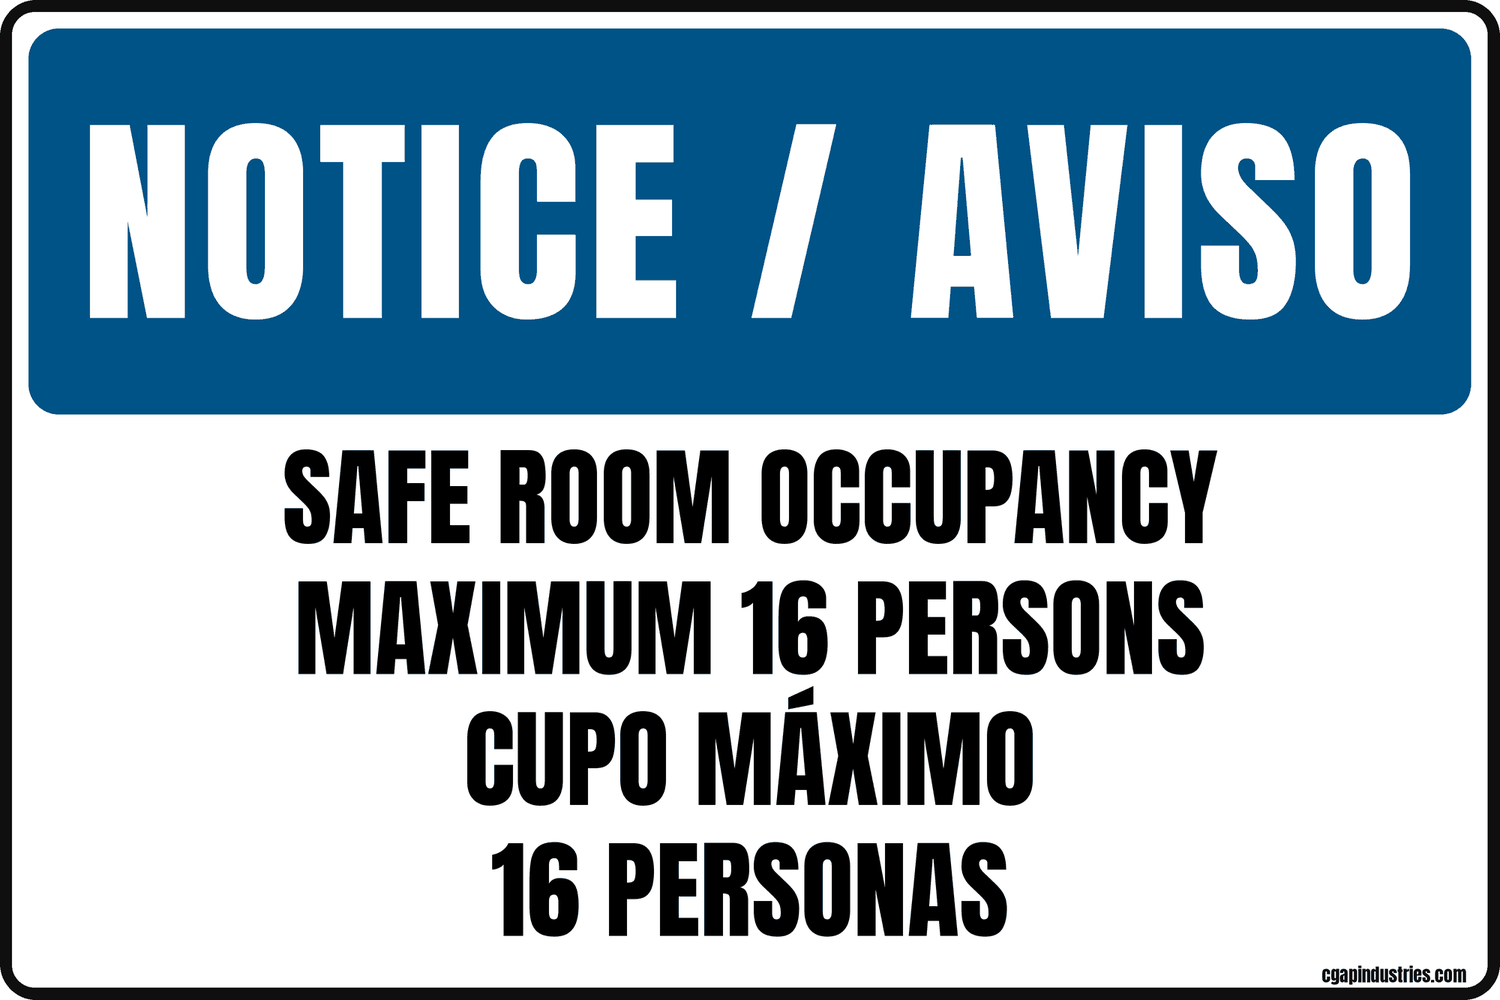 NOTICE / AVISO
SAFE ROOM OCCUPANCY
MAXIMUM 16 PERSONS
CUPO MÁXIMO
16 PERSONAS
cgapindustries.com